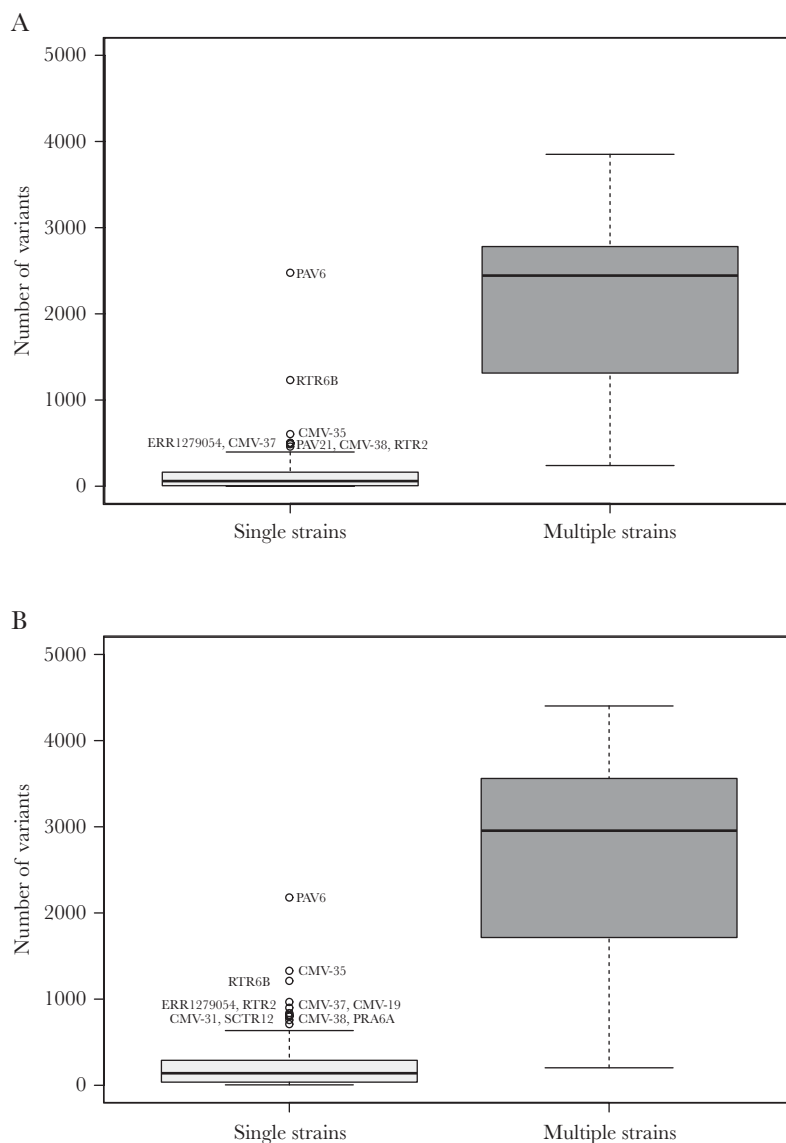 A
5000
4000
3000
2000
1000
0
Number of variants
PAV6
RTR6B
CMV-35
ERR1279054, CMV-37
PAV21, CMV-38, RTR2
Single strains
Multiple strains
B
5000
4000
3000
2000
1000
0
Number of variants
PAV6
CMV-35
RTR6B
ERR1279054, RTR2
CMV-37, CMV-19
CMV-31, SCTR12
CMV-38, PRA6A
Single strains
Multiple strains